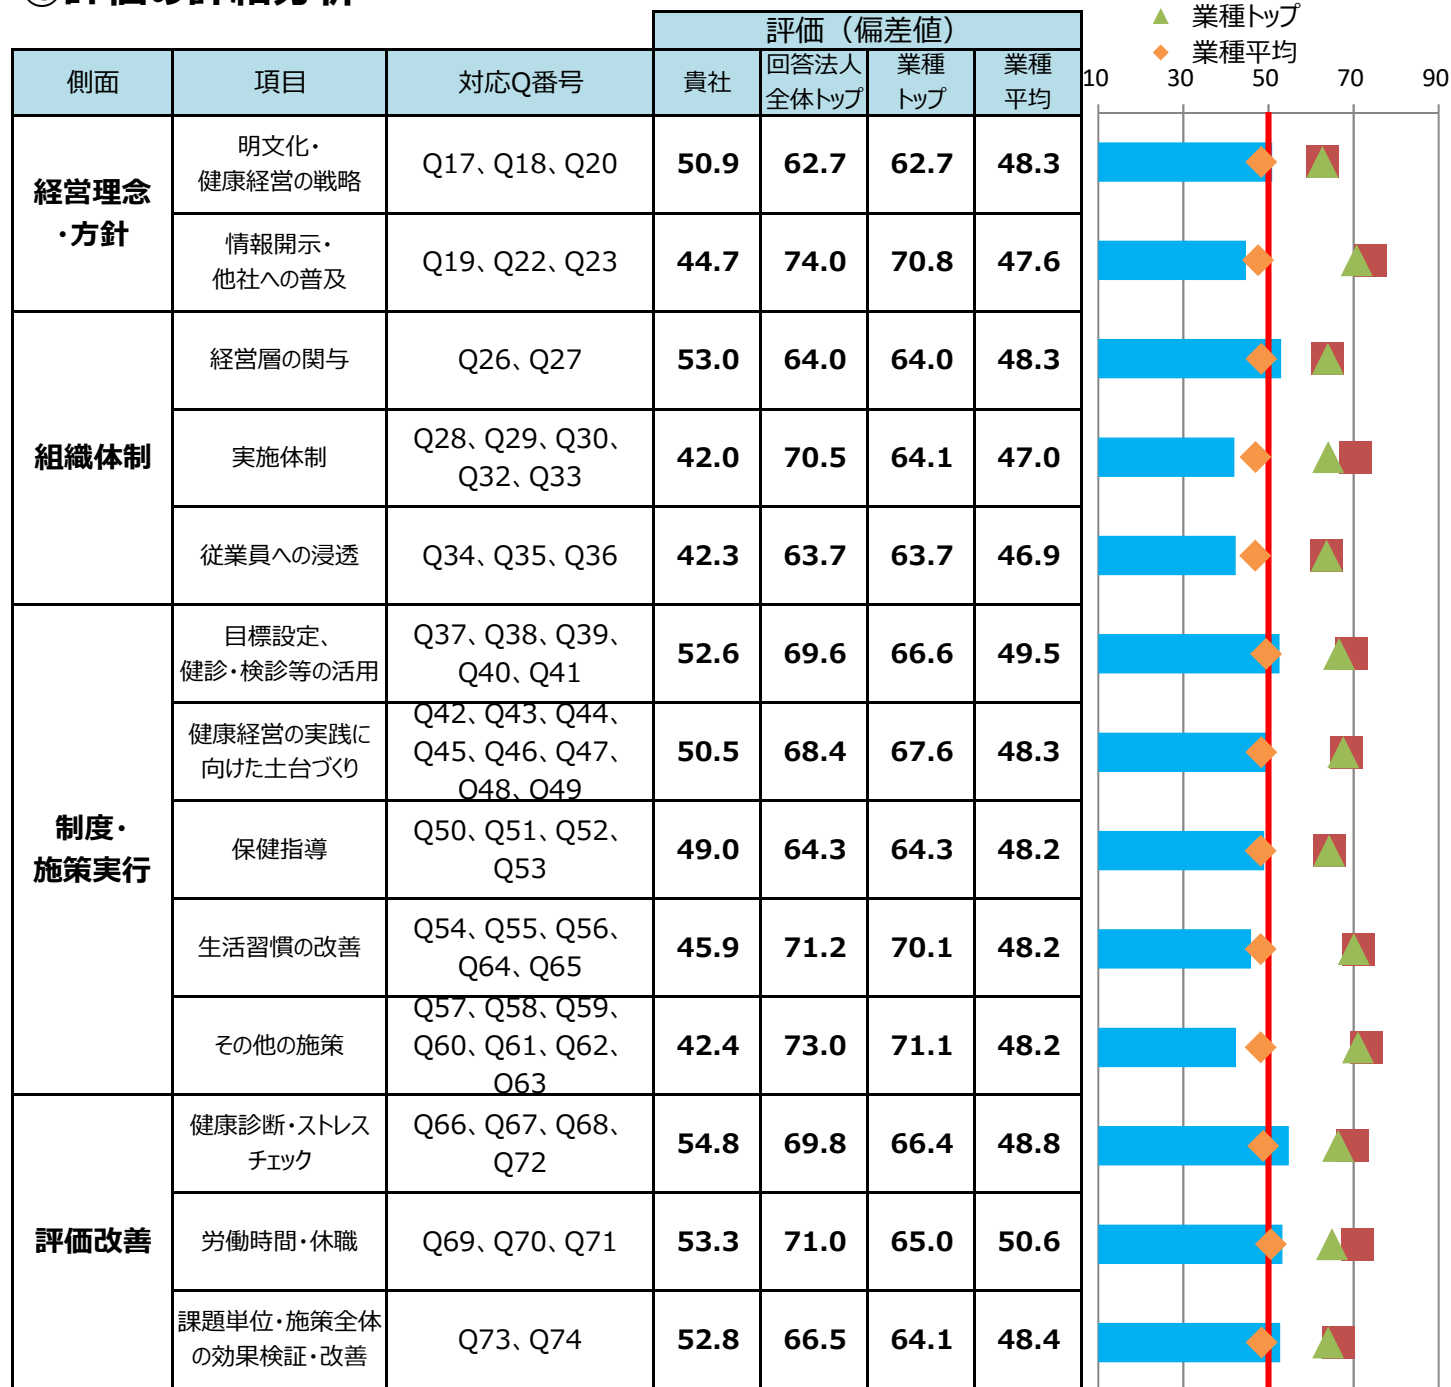 ③評価の詳細分析
業種トップ
業種平均
評価（偏差値）
側面 項目 対応Q番号 貴社 回答法人 業種 業種
全体トップ トップ 平均
10 30 50 70 90
経営理念
・方針
明文化・
健康経営の戦略
Q17、Q18、Q20 50.9 62.7 62.7 48.3
情報開示・
他社への普及
Q19、Q22、Q23 44.7 74.0 70.8 47.6
組織体制
経営層の関与 Q26、Q27 53.0 64.0 64.0 48.3
実施体制
Q28、Q29、Q30、
Q32、Q33
42.0 70.5 64.1 47.0
従業員への浸透 Q34、Q35、Q36 42.3 63.7 63.7 46.9
制度・
施策実行
目標設定、
健診・検診等の活用
Q37、Q38、Q39、
Q40、Q41
52.6 69.6 66.6 49.5
健康経営の実践に
向けた土台づくり
Q42、Q43、Q44、
Q45、Q46、Q47、
Q48、Q49
50.5 68.4 67.6 48.3
保健指導
Q50、Q51、Q52、
Q53
49.0 64.3 64.3 48.2
生活習慣の改善
Q54、Q55、Q56、
Q64、Q65
45.9 71.2 70.1 48.2
その他の施策
Q57、Q58、Q59、
Q60、Q61、Q62、
Q63
42.4 73.0 71.1 48.2
評価改善
健康診断・ストレス
チェック
Q66、Q67、Q68、
Q72
54.8 69.8 66.4 48.8
労働時間・休職 Q69、Q70、Q71 53.3 71.0 65.0 50.6
課題単位・施策全体
の効果検証・改善
Q73、Q74 52.8 66.5 64.1 48.4